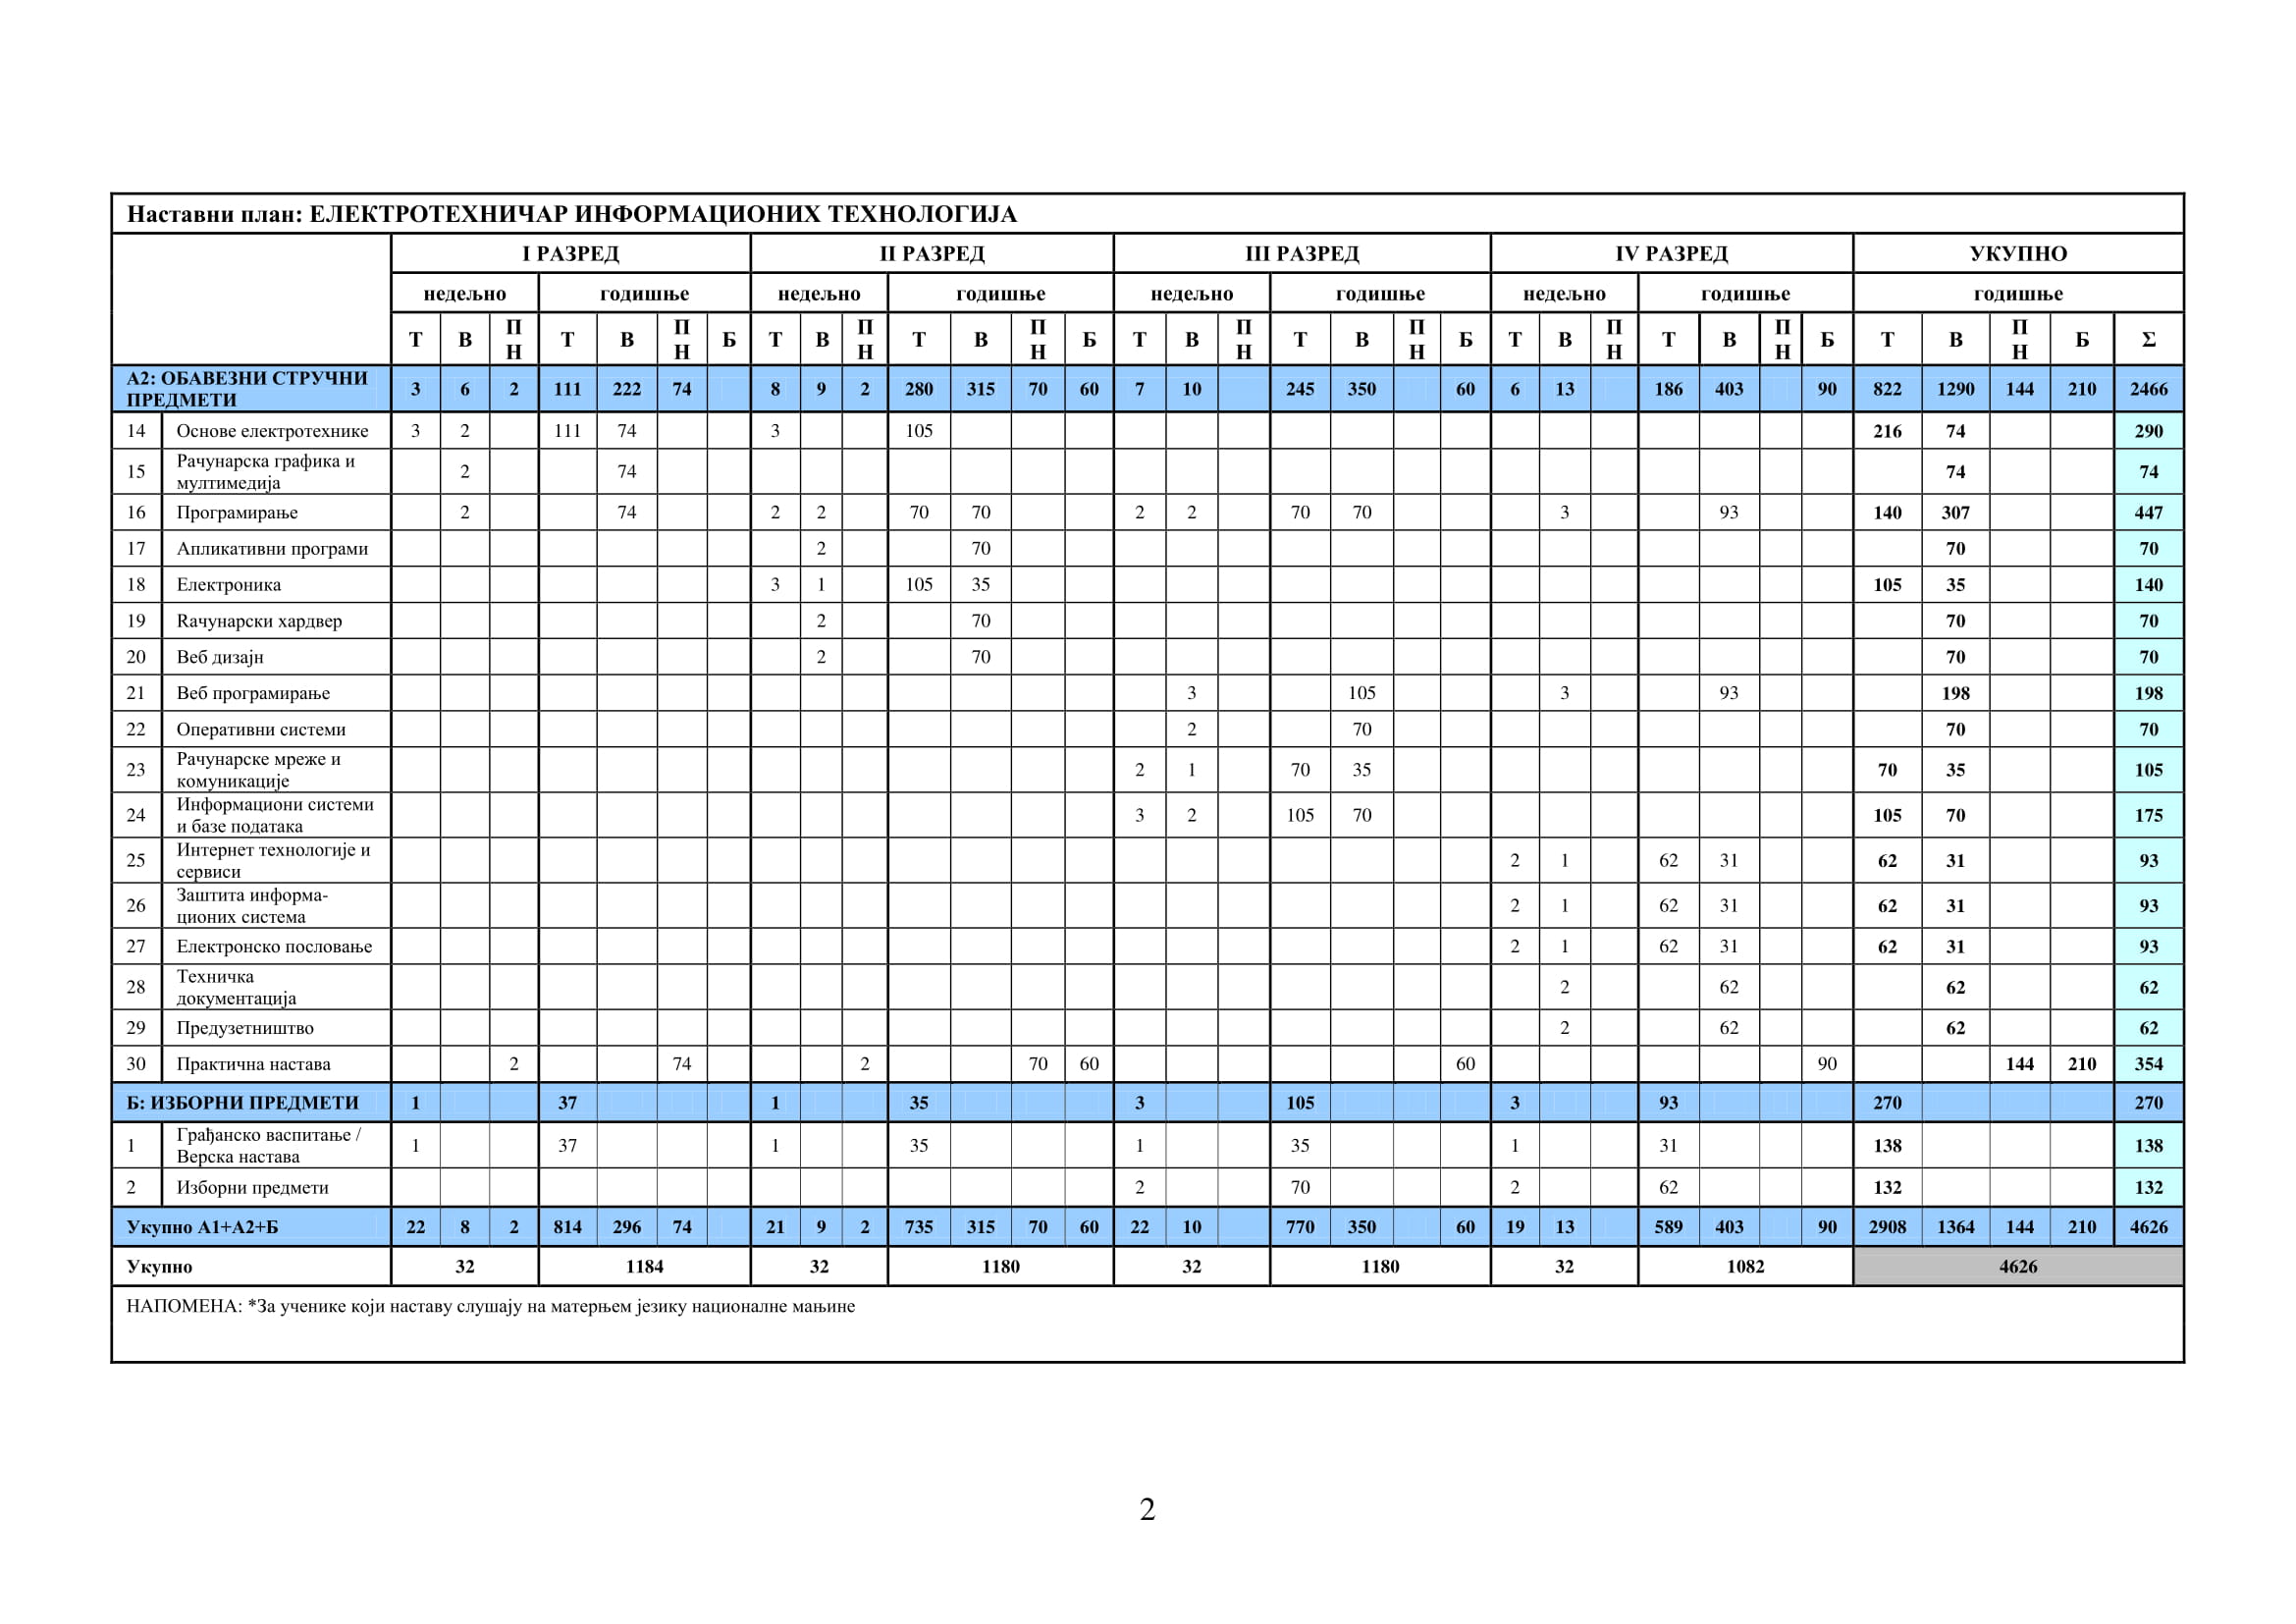 Наставни план: ЕЛЕКТРОТЕХНИЧАР ИНФОРМАЦИОНИХ ТЕХНОЛОГИЈА
I РАЗРЕД II РАЗРЕД III РАЗРЕД IV РАЗРЕД УКУПНО
недељно годишње недељно годишње недељно годишње недељно годишње годишње
Т В ПН Т В ПН Б Т В ПН Т В ПН Б Т В ПН Т В ПН Б Т В ПН Т В ПН Б Т В ПН Б Σ
А2: ОБАВЕЗНИ СТРУЧНИ
ПРЕДМЕТИ 3 6 2 111 222 74 8 9 2 280 315 70 60 7 10 245 350 60 6 13 186 403 90 822 1290 144 210 2466
14 Основе електротехнике 3 2 111 74 3 105 216 74 290
15 Рачунарска графика и
мултимедија 2 74 74 74
16 Програмирање 2 74 2 2 70 70 2 2 70 70 3 93 140 307 447
17 Апликативни програми 2 70 70 70
18 Електроника 3 1 105 35 105 35 140
19 Rачунарски хардвер 2 70 70 70
20 Веб дизајн 2 70 70 70
21 Веб програмирање 3 105 3 93 198 198
22 Оперативни системи 2 70 70 70
23 Рачунарске мреже и
комуникације 2 1 70 35 70 35 105
24 Информациони системи
и базе података 3 2 105 70 105 70 175
25 Интернет технологије и
сервиси 2 1 62 31 62 31 93
26 Заштита информа-
ционих система 2 1 62 31 62 31 93
27 Електронско пословање 2 1 62 31 62 31 93
28 Техничка
документација 2 62 62 62
29 Предузетништво 2 62 62 62
30 Практична настава 2 74 2 70 60 60 90 144 210 354
Б: ИЗБОРНИ ПРЕДМЕТИ 1 37 1 35 3 105 3 93 270 270
1 Грађанско васпитање /
Верска настава 1 37 1 35 1 35 1 31 138 138
2 Изборни предмети 2 70 2 62 132 132
Укупно А1+А2+Б 22 8 2 814 296 74 21 9 2 735 315 70 60 22 10 770 350 60 19 13 589 403 90 2908 1364 144 210 4626
Укупно 32 1184 32 1180 32 1180 32 1082 4626
НАПОМЕНА: *За ученике који наставу слушају на матерњем језику националне мањине
2